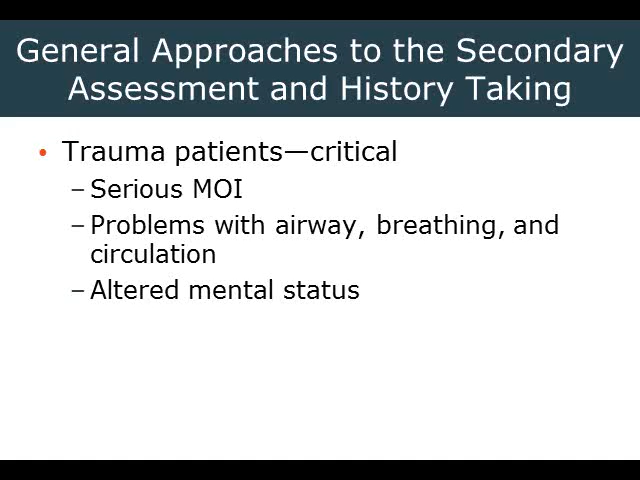 General Approaches to the Secondary
Assessment and History Taking
• Trauma patients—critical
– Serious MOI
– Problems with airway, breathing, and
circulation
– Altered mental status